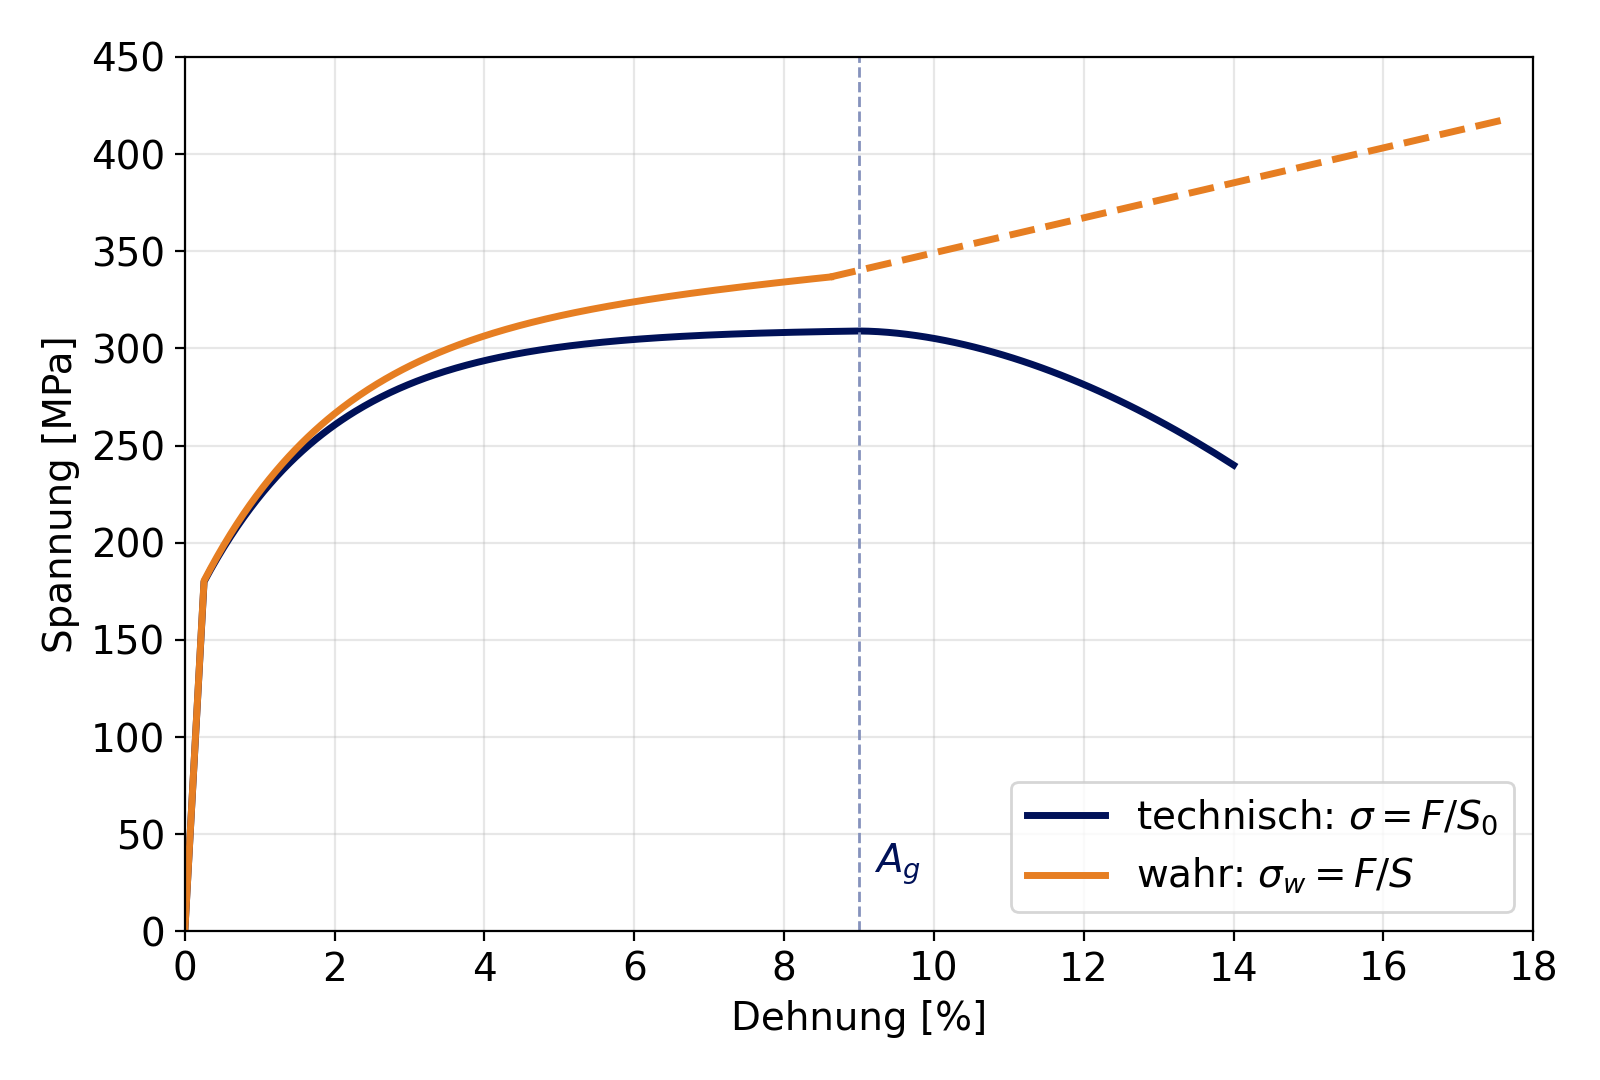 450
400
350
300
250
200
150
100
50
0
Spannung [MPa]
A_g
technisch: σ = F/S₀
wahr: σ_w = F/S
0 2 4 6 8 10 12 14 16 18
Dehnung [%]